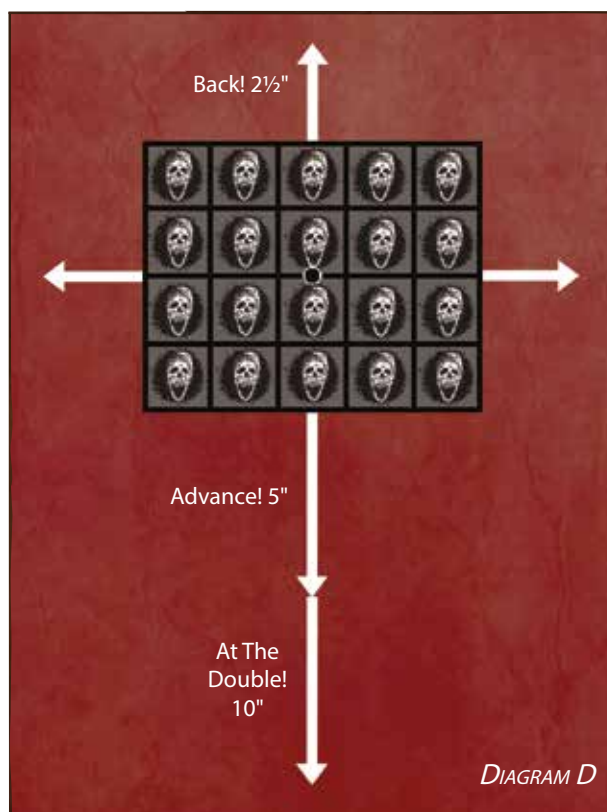 Back! 2½"
Advance! 5"
At The
Double!
10"
DIAGRAM D